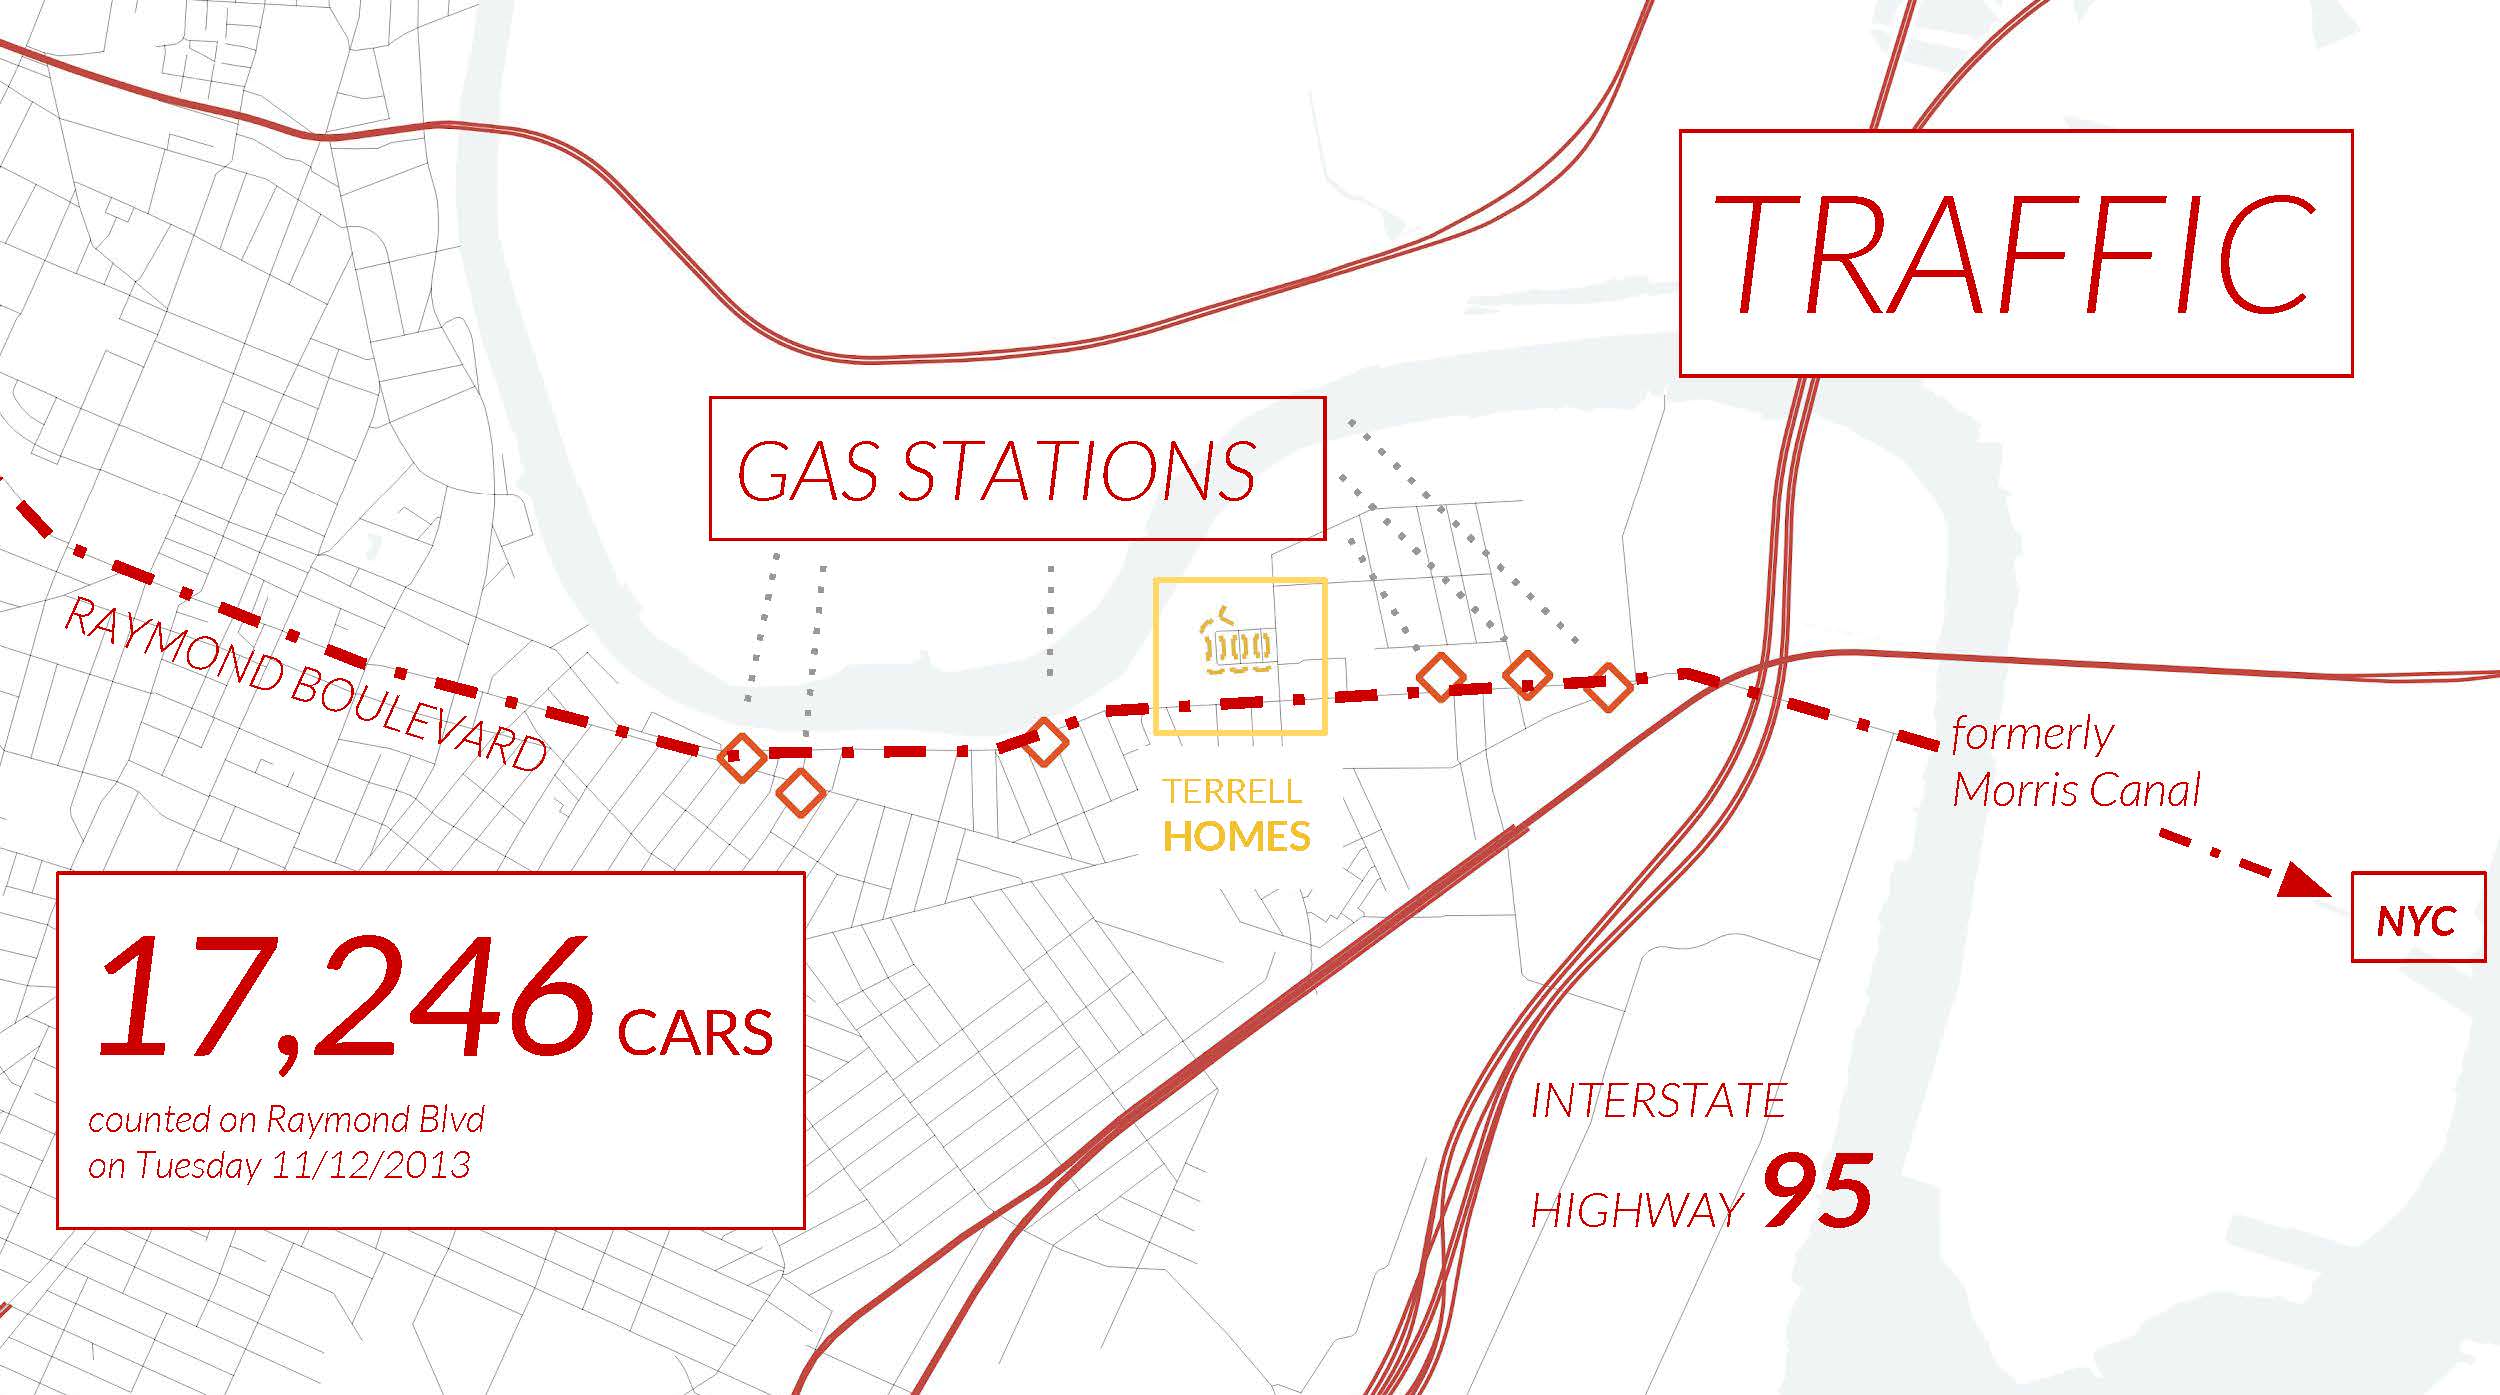 TRAFFIC
GAS STATIONS
RAYMOND BOULEVARD
formerly
Morris Canal
TERRELL
HOMES
NYC
17,246 CARS
counted on Raymond Blvd
on Tuesday 11/12/2013
INTERSTATE
HIGHWAY 95